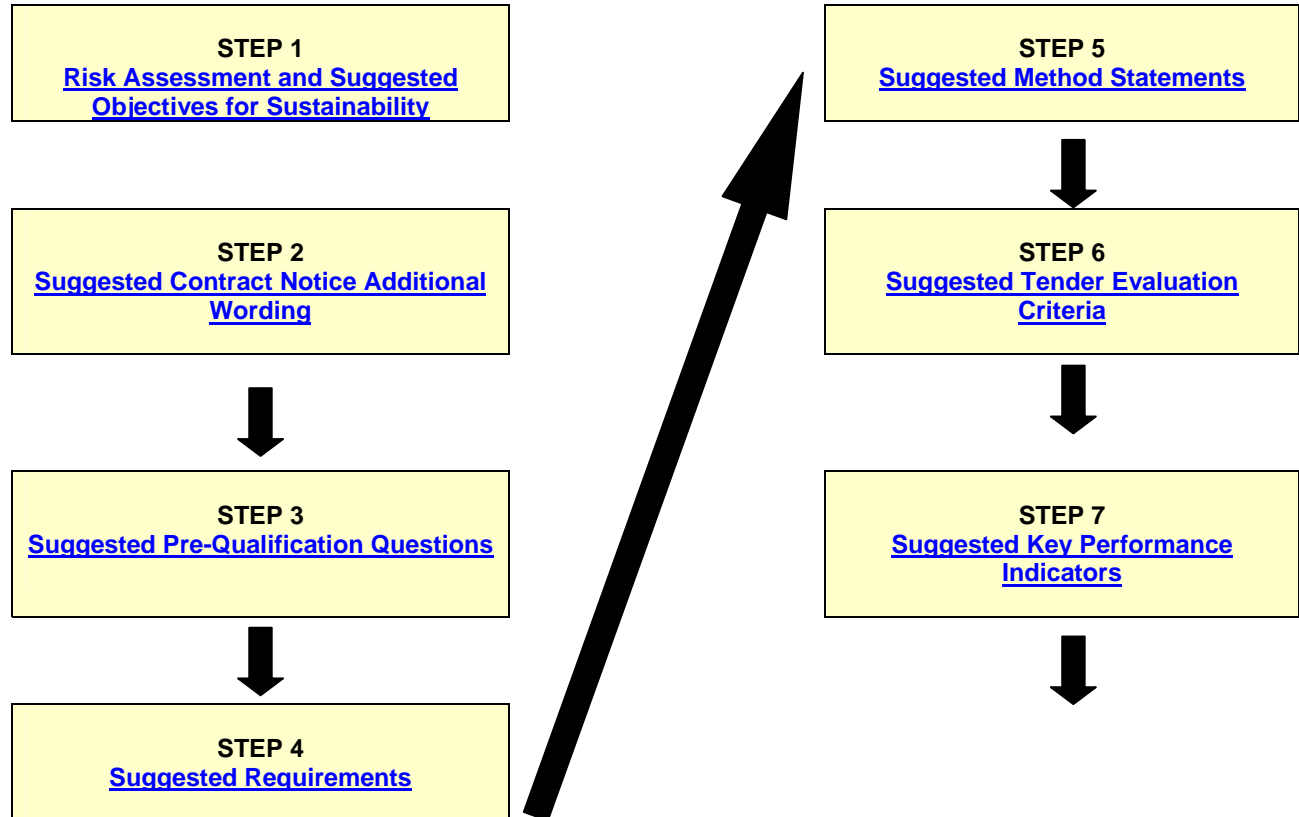 STEP 1
Risk Assessment and Suggested
Objectives for Sustainability
STEP 2
Suggested Contract Notice Additional
Wording
STEP 3
Suggested Pre-Qualification Questions
STEP 4
Suggested Requirements
STEP 5
Suggested Method Statements
STEP 6
Suggested Tender Evaluation
Criteria
STEP 7
Suggested Key Performance
Indicators